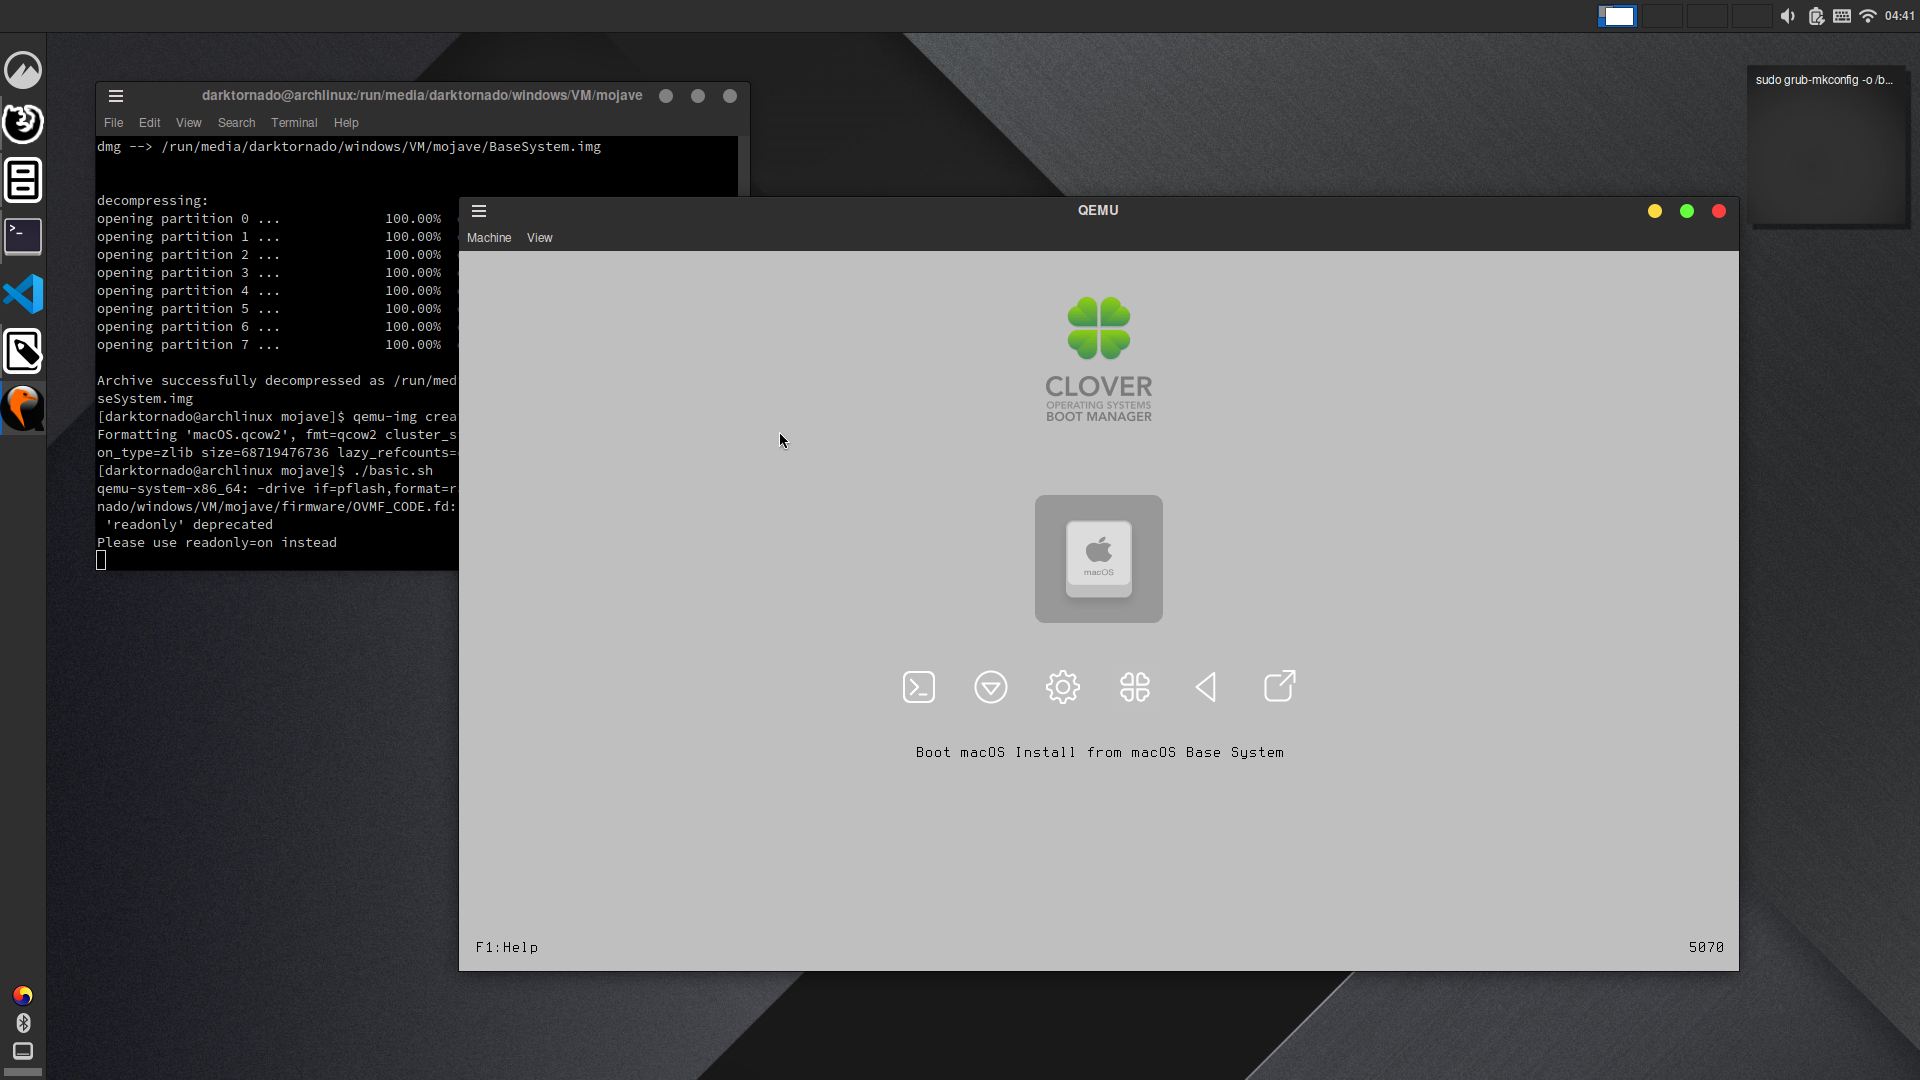 04:41
sudo grub-mkconfig -o /b...
darktornado@archlinux:/run/media/darktornado/windows/VM/mojave
File Edit View Search Terminal Help
dmg --> /run/media/darktornado/windows/VM/mojave/BaseSystem.img
decompressing:
opening partition 0 ... 100.00%
opening partition 1 ... 100.00%
opening partition 2 ... 100.00%
opening partition 3 ... 100.00%
opening partition 4 ... 100.00%
opening partition 5 ... 100.00%
opening partition 6 ... 100.00%
opening partition 7 ... 100.00%
Archive successfully decompressed as /run/med
seSystem.img
[darktornado@archlinux mojave]$ qemu-img crea
Formatting 'macOS.qcow2', fmt=qcow2 cluster_s
on_type=zlib size=68719476736 lazy_refcounts=
[darktornado@archlinux mojave]$ ./basic.sh
qemu-system-x86_64: -drive if=pflash,format=r
nado/windows/VM/mojave/firmware/OVMF_CODE.fd:
'readonly' deprecated
Please use readonly=on instead
QEMU
Machine View
CLOVER
OPERATING SYSTEMS
BOOT MANAGER
macOS
Boot macOS Install from macOS Base System
F1:Help
5070